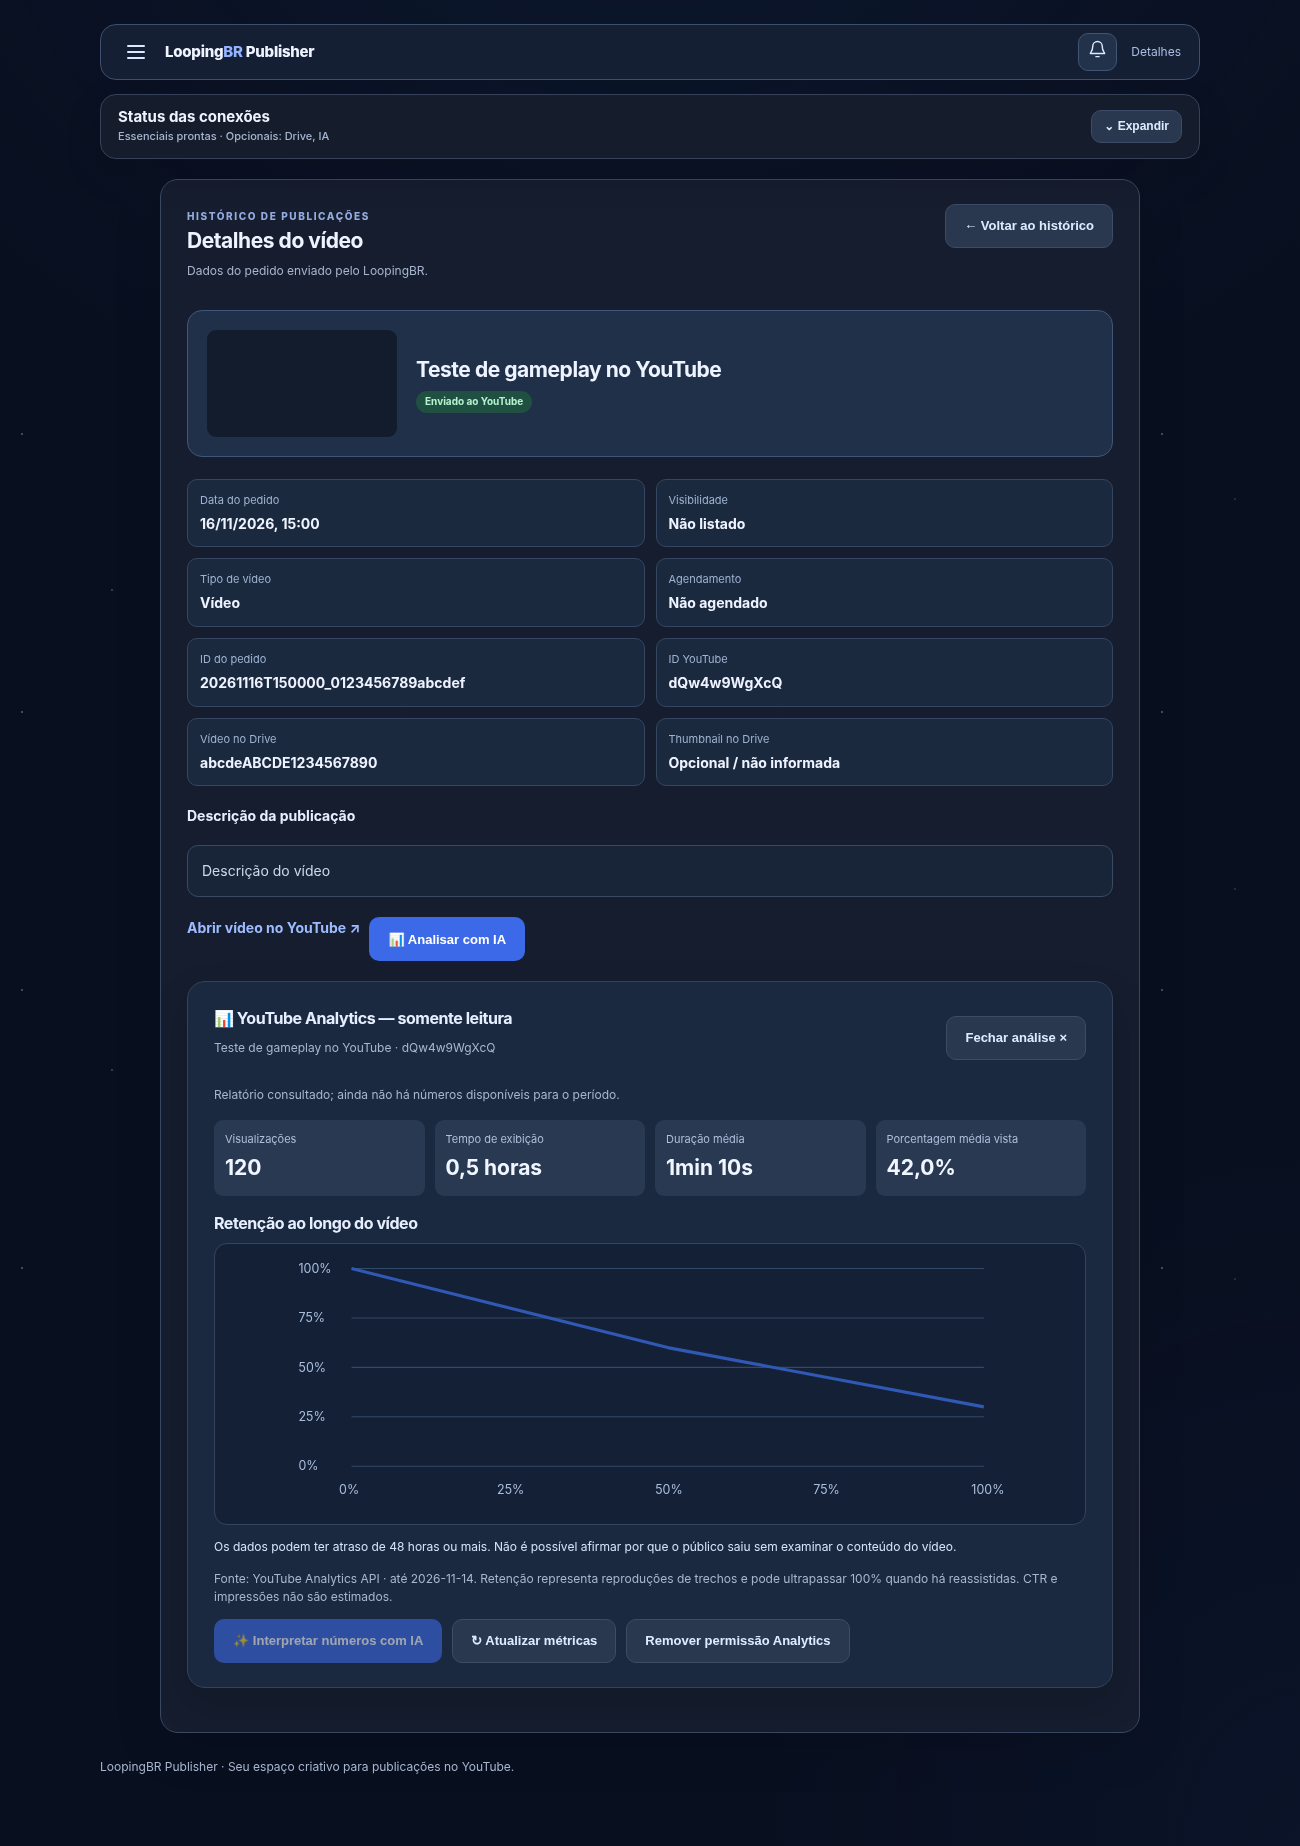 LoopingBR Publisher
Detalhes
Status das conexões
Essenciais prontas · Opcionais: Drive, IA
⌄ Expandir
HISTÓRICO DE PUBLICAÇÕES
Detalhes do vídeo
Dados do pedido enviado pelo LoopingBR.
← Voltar ao histórico
Teste de gameplay no YouTube
Enviado ao YouTube
Data do pedido
16/11/2026, 15:00
Visibilidade
Não listado
Tipo de vídeo
Vídeo
Agendamento
Não agendado
ID do pedido
20261116T150000_0123456789abcdef
ID YouTube
dQw4w9WgXcQ
Vídeo no Drive
abcdeABCDE1234567890
Thumbnail no Drive
Opcional / não informada
Descrição da publicação
Descrição do vídeo
Abrir vídeo no YouTube ↗
📊 Analisar com IA
📊 YouTube Analytics — somente leitura
Teste de gameplay no YouTube · dQw4w9WgXcQ
Fechar análise ×
Relatório consultado; ainda não há números disponíveis para o período.
Visualizações
120
Tempo de exibição
0,5 horas
Duração média
1min 10s
Porcentagem média vista
42,0%
Retenção ao longo do vídeo
100%
75%
50%
25%
0%
0% 25% 50% 75% 100%
Os dados podem ter atraso de 48 horas ou mais. Não é possível afirmar por que o público saiu sem examinar o conteúdo do vídeo.
Fonte: YouTube Analytics API · até 2026-11-14. Retenção representa reproduções de trechos e pode ultrapassar 100% quando há reassistidas. CTR e
impressões não são estimados.
✨ Interpretar números com IA
↻ Atualizar métricas
Remover permissão Analytics
LoopingBR Publisher · Seu espaço criativo para publicações no YouTube.